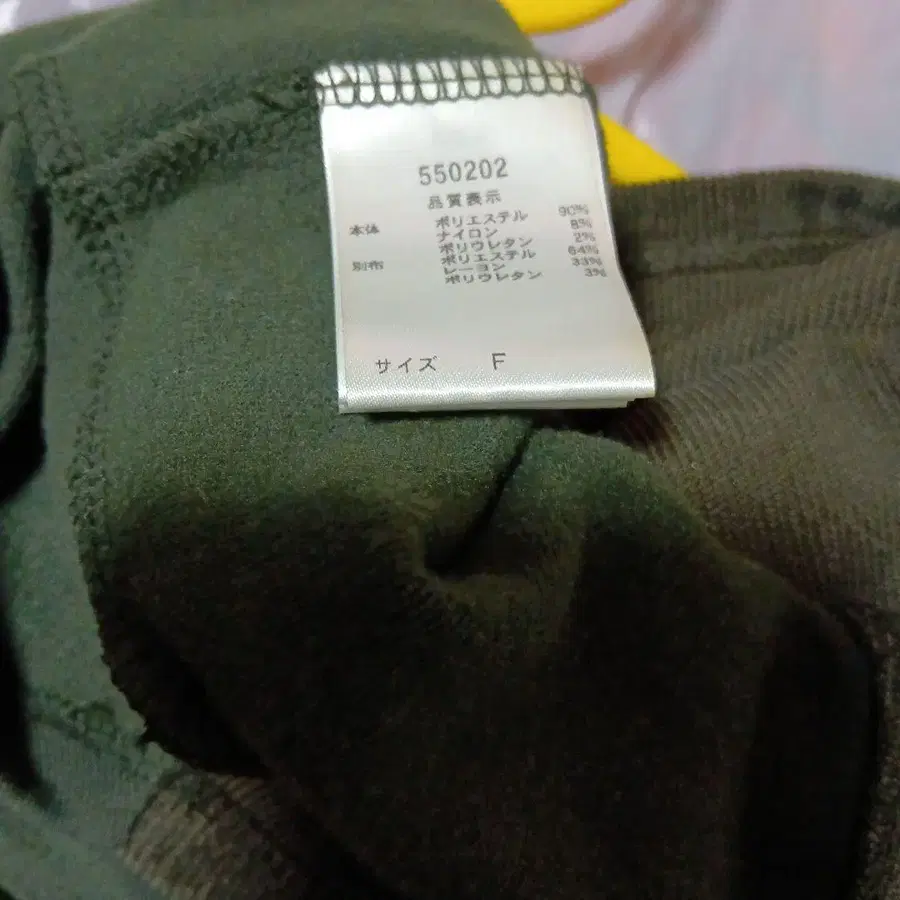 550202
品質表示
本体 ポリエステル 90%
ナイロン 8%
ポリウレタン 2%
別布 ポリエステル 64%
レーヨン 33%
ポリウレタン 3%
サイズ F